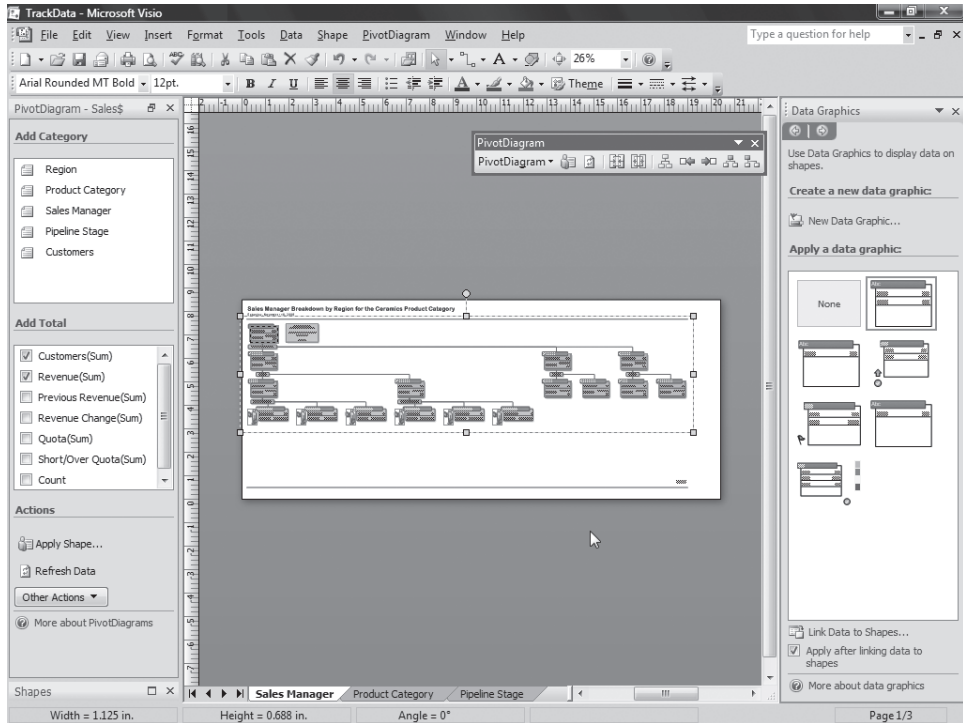 TrackData - Microsoft Visio
File Edit View Insert Format Tools Data Shape PivotDiagram Window Help
Type a question for help
26%
Arial Rounded MT Bold 12pt. B I U Theme
PivotDiagram - Sales$
Add Category
Region
Product Category
Sales Manager
Pipeline Stage
Customers
Add Total
Customers(Sum)
Revenue(Sum)
Previous Revenue(Sum)
Revenue Change(Sum)
Quota(Sum)
Short/Over Quota(Sum)
Count
Actions
Apply Shape...
Refresh Data
Other Actions
More about PivotDiagrams
Shapes
PivotDiagram
PivotDiagram
Sales Manager Breakdown by Region for the Ceramics Product Category
Sales Manager Product Category Pipeline Stage
Data Graphics
Use Data Graphics to display data on
shapes.
Create a new data graphic:
New Data Graphic...
Apply a data graphic:
None
Abc
Abc
Abc
Abc
Link Data to Shapes...
Apply after linking data to
shapes
More about data graphics
Width = 1.125 in. Height = 0.688 in. Angle = 0° Page 1/3